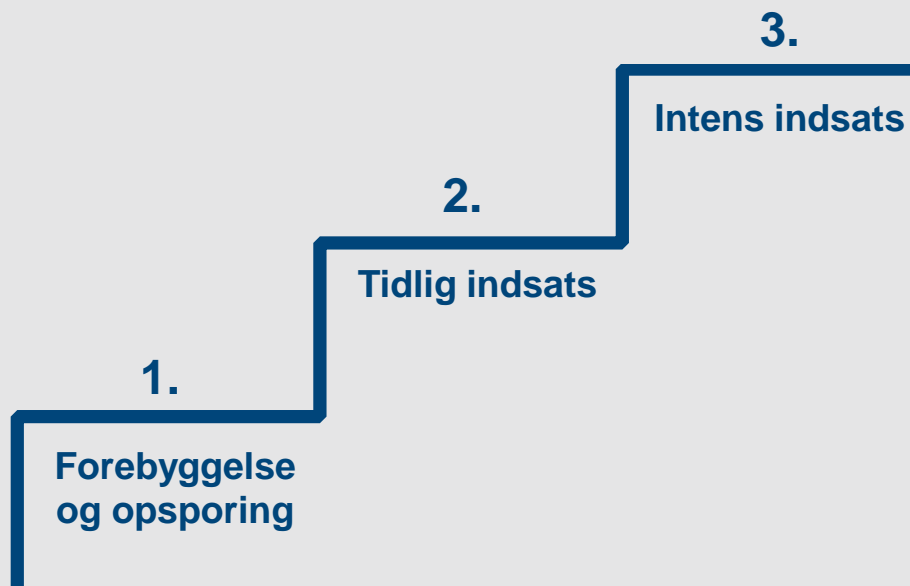 3.
Intens indsats
2.
Tidlig indsats
1.
Forebyggelse
og opsporing